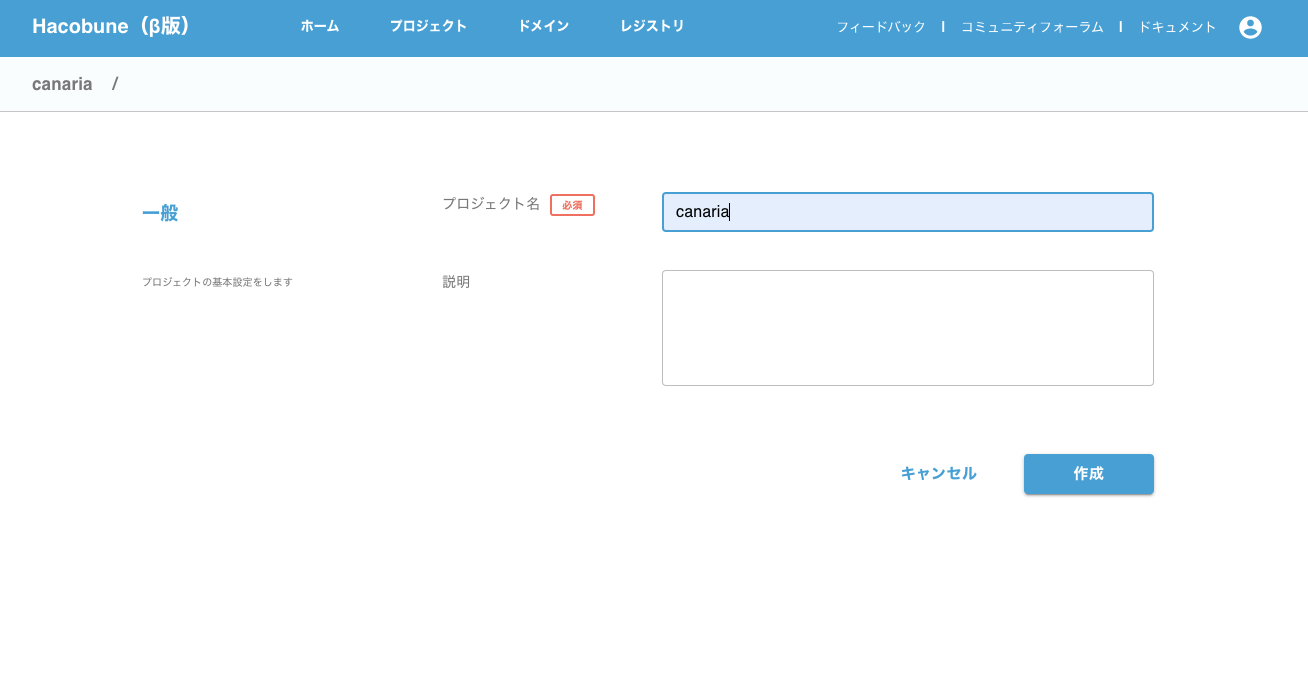 Hacobune（β版） ホーム プロジェクト ドメイン レジストリ フィードバック | コミュニティフォーラム | ドキュメント
canaria /
一般 プロジェクト名 必須 canaria
プロジェクトの基本設定をします 説明
キャンセル 作成